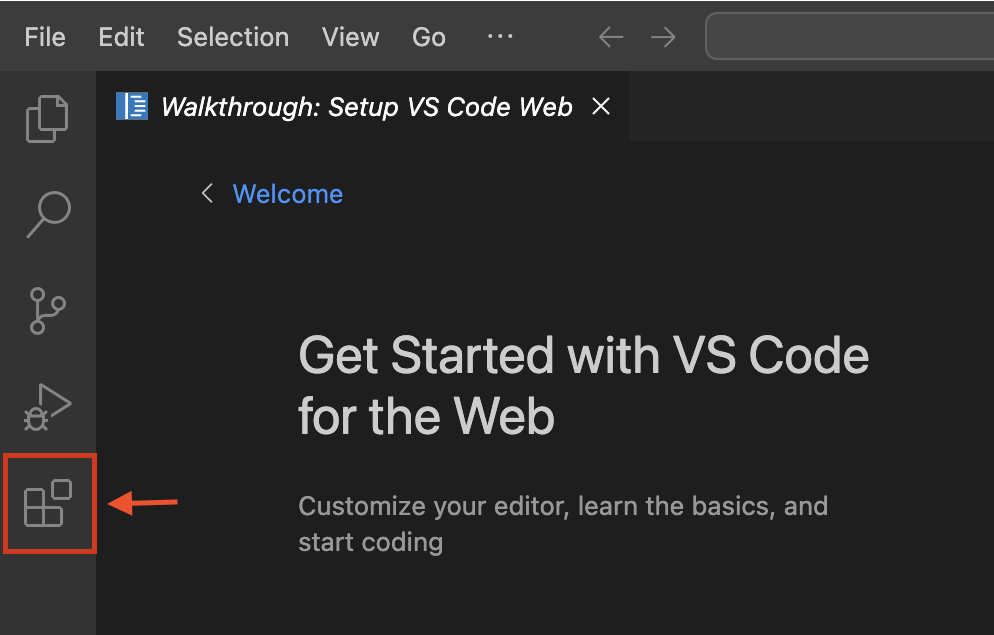 File Edit Selection View Go ···
Walkthrough: Setup VS Code Web
Welcome
Get Started with VS Code
for the Web
Customize your editor, learn the basics, and
start coding